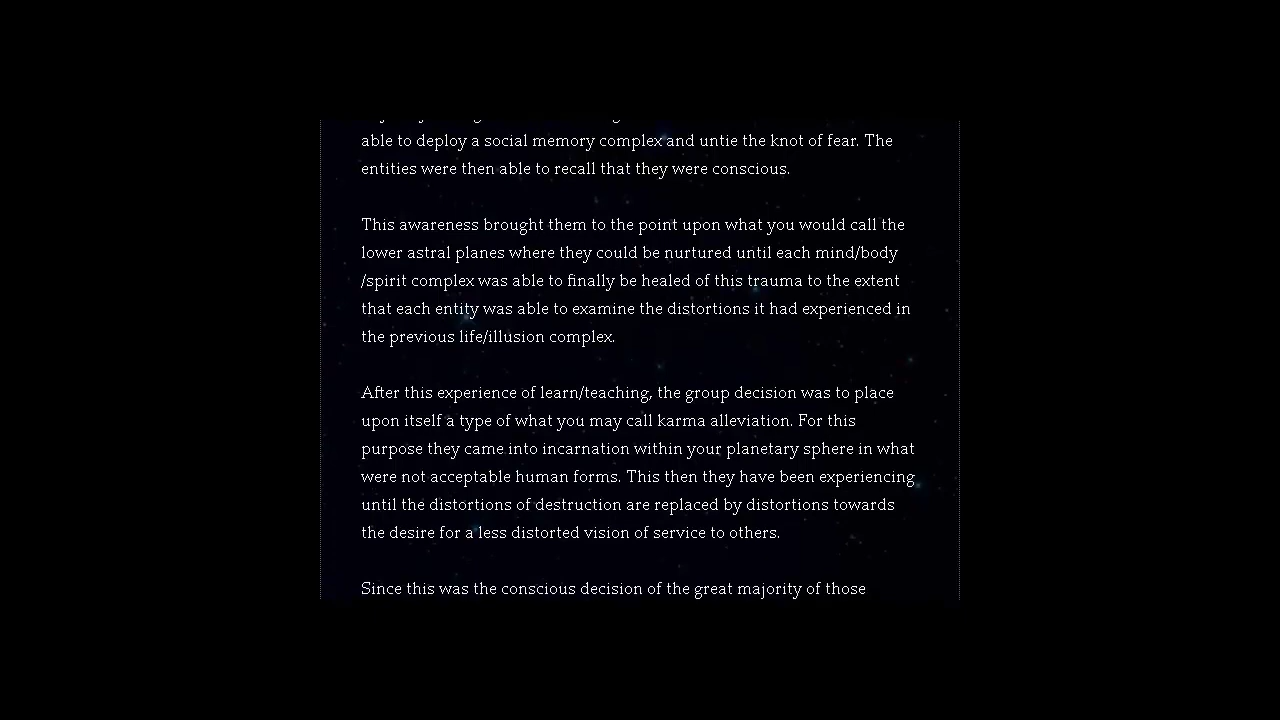 able to deploy a social memory complex and untie the knot of fear. The
entities were then able to recall that they were conscious.
This awareness brought them to the point upon what you would call the
lower astral planes where they could be nurtured until each mind/body
/spirit complex was able to finally be healed of this trauma to the extent
that each entity was able to examine the distortions it had experienced in
the previous life/illusion complex.
After this experience of learn/teaching, the group decision was to place
upon itself a type of what you may call karma alleviation. For this
purpose they came into incarnation within your planetary sphere in what
were not acceptable human forms. This then they have been experiencing
until the distortions of destruction are replaced by distortions towards
the desire for a less distorted vision of service to others.
Since this was the conscious decision of the great majority of those